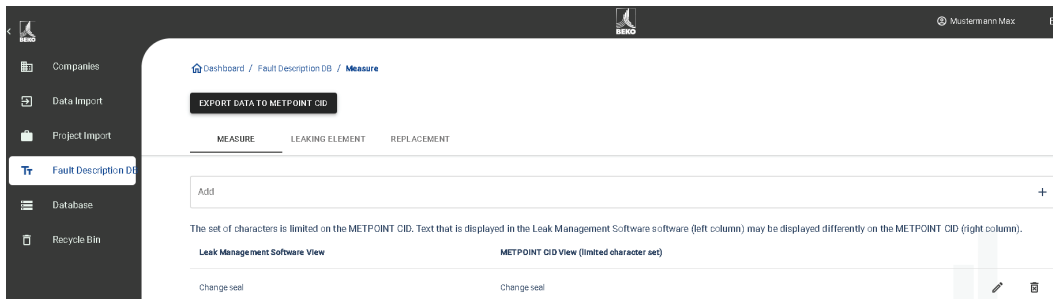 BEKO
BEKO
Mustermann Max
Companies
Data Import
Project Import
Fault Description DB
Database
Recycle Bin
Dashboard / Fault Description DB / Measure
EXPORT DATA TO METPOINT CID
MEASURE LEAKING ELEMENT REPLACEMENT
Add
The set of characters is limited on the METPOINT CID. Text that is displayed in the Leak Management Software software (left column) may be displayed differently on the METPOINT CID (right column).
Leak Management Software View METPOINT CID View (limited character set)
Change seal Change seal